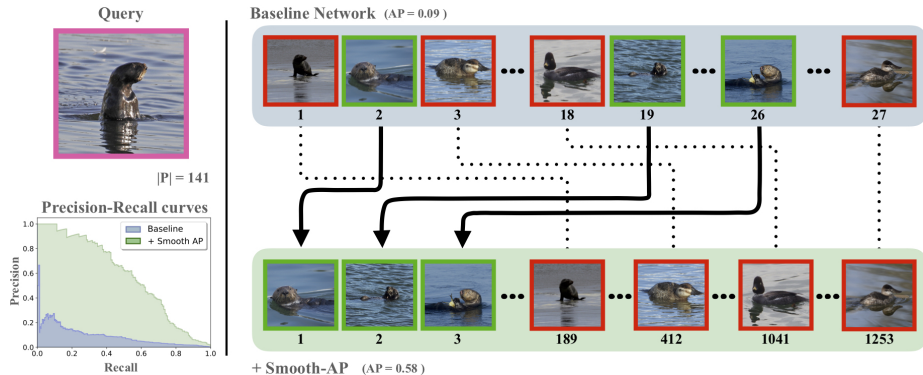 Query
|P| = 141
Precision-Recall curves
Baseline
+ Smooth AP
Precision
1.0
0.8
0.6
0.4
0.2
0.0
0.0 0.2 0.4 0.6 0.8 1.0
Recall
Baseline Network (AP = 0.09)
1 2 3 18 19 26 27
1 2 3 189 412 1041 1253
+ Smooth-AP (AP = 0.58)